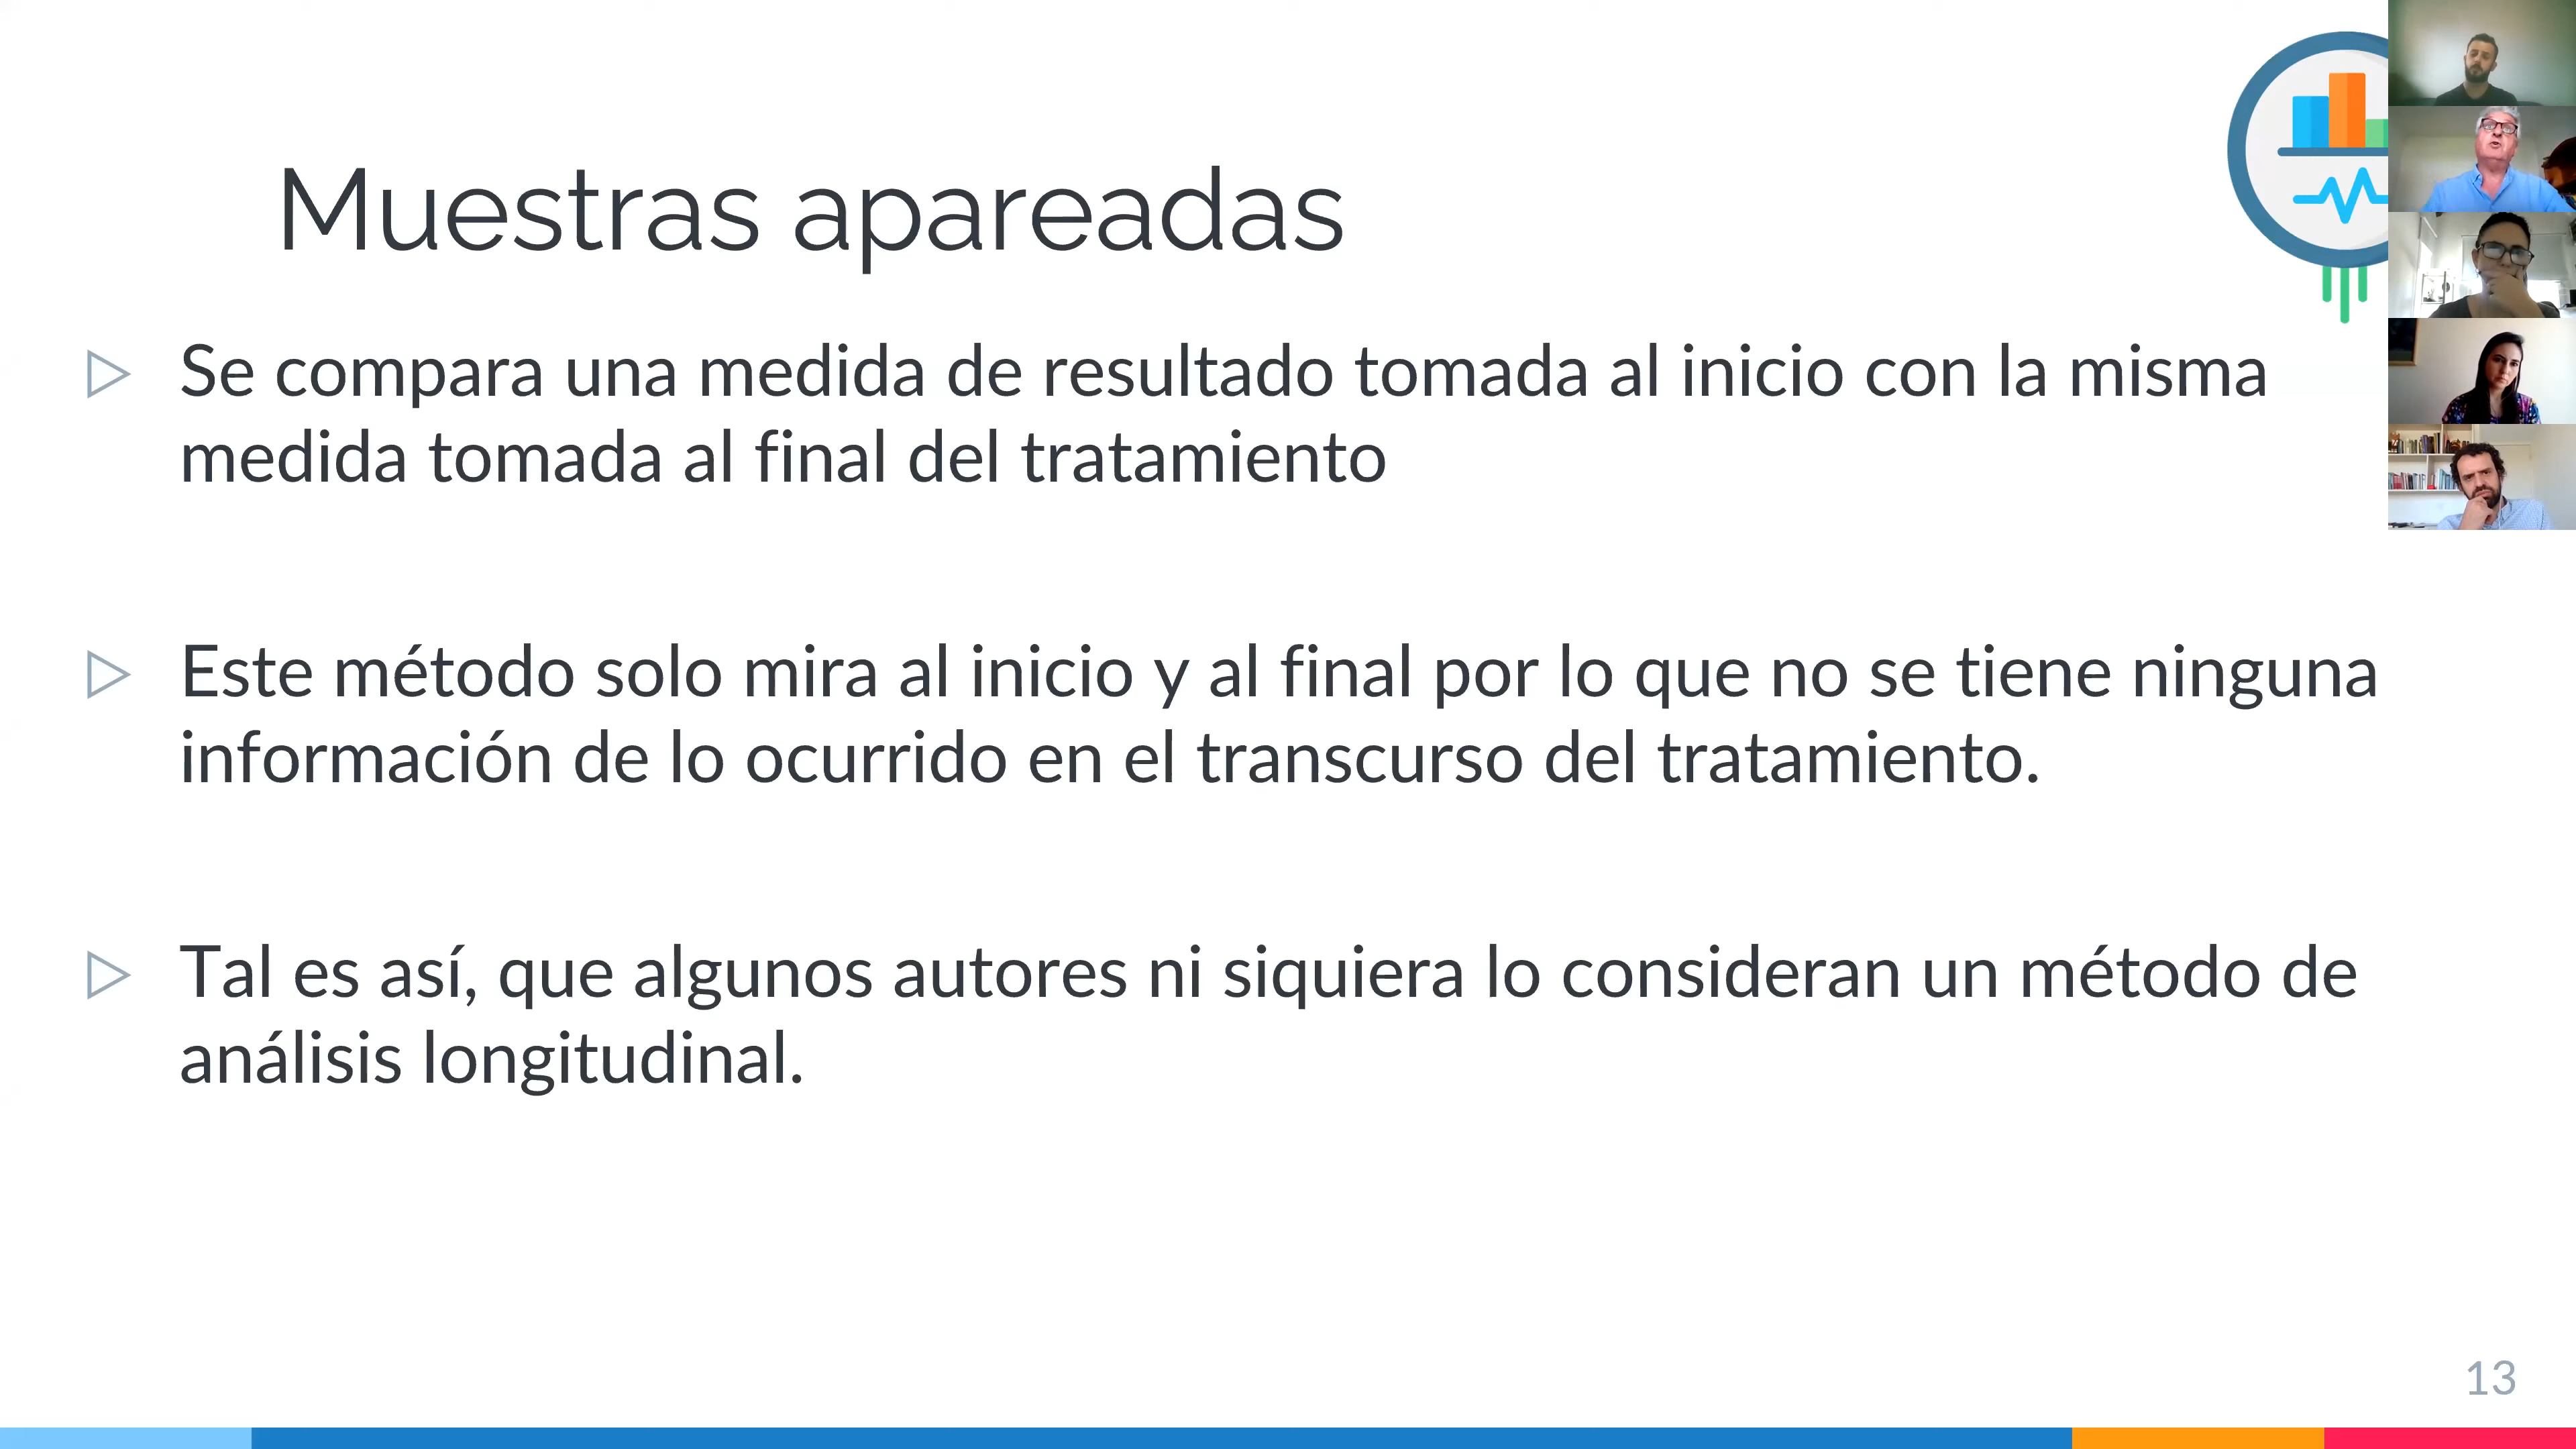 Muestras apareadas
Se compara una medida de resultado tomada al inicio con la misma
medida tomada al final del tratamiento
Este método solo mira al inicio y al final por lo que no se tiene ninguna
información de lo ocurrido en el transcurso del tratamiento.
Tal es así, que algunos autores ni siquiera lo consideran un método de
análisis longitudinal.
13